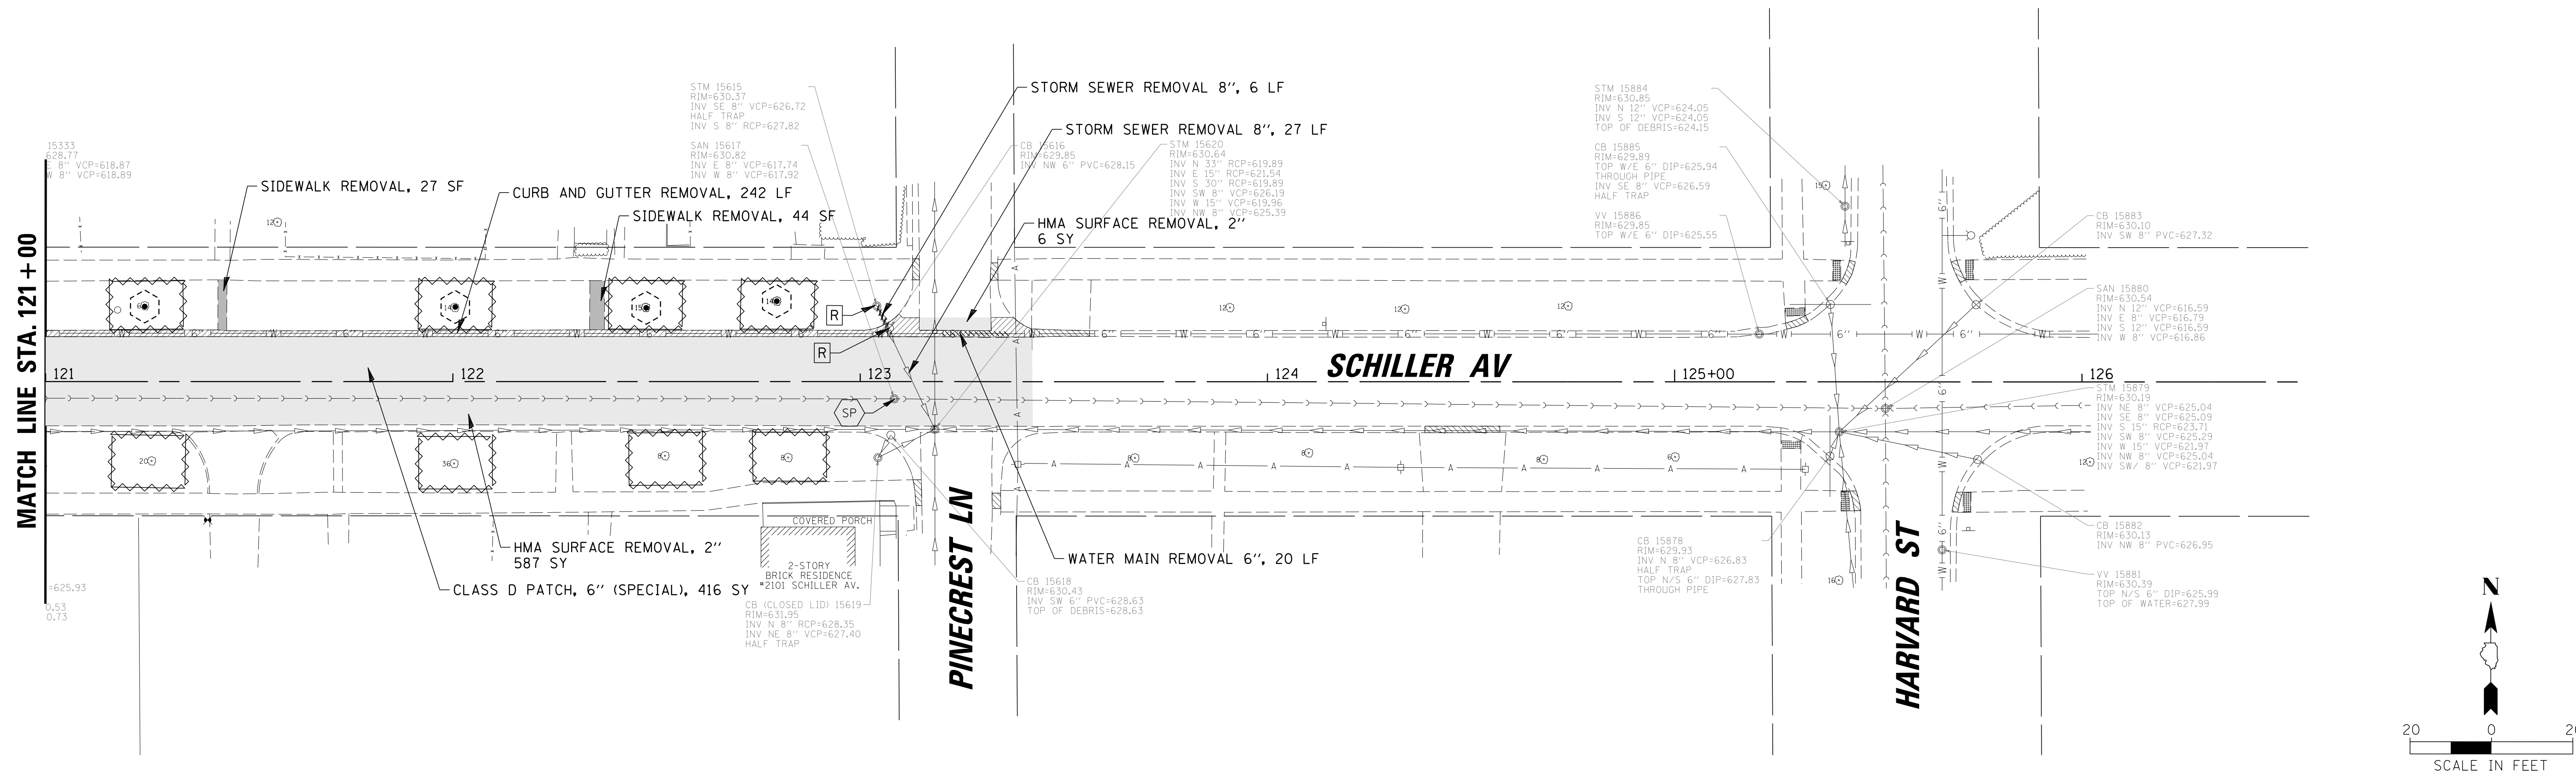 MATCH LINE STA. 121+00
15333
628.77
E 8" VCP=618.87
W 8" VCP=618.89
=625.93
0.53
0.73
SIDEWALK REMOVAL, 27 SF
CURB AND GUTTER REMOVAL, 242 LF
SIDEWALK REMOVAL, 44 SF
STM 15615
RIM=630.37
INV SE 8" VCP=626.72
HALF TRAP
INV S 8" RCP=627.82
SAN 15617
RIM=630.82
INV E 8" VCP=617.74
INV W 8" VCP=617.92
STORM SEWER REMOVAL 8", 6 LF
STORM SEWER REMOVAL 8", 27 LF
CB 15616
RIM=629.85
INV NW 6" PVC=628.15
STM 15620
RIM=630.64
INV N 33" RCP=619.89
INV E 15" RCP=621.54
INV S 30" RCP=619.89
INV SW 8" VCP=626.19
INV W 15" VCP=619.96
INV NW 8" VCP=625.39
HMA SURFACE REMOVAL, 2"
6 SY
STM 15884
RIM=630.85
INV N 12" VCP=624.05
INV S 12" VCP=624.05
TOP OF DEBRIS=624.15
CB 15885
RIM=629.89
TOP W/E 6" DIP=625.94
THROUGH PIPE
INV SE 8" VCP=626.59
HALF TRAP
VV 15886
RIM=629.85
TOP W/E 6" DIP=625.55
CB 15883
RIM=630.10
INV SW 8" PVC=627.32
SAN 15880
RIM=630.54
INV N 12" VCP=616.59
INV E 8" VCP=616.79
INV S 12" VCP=616.59
INV W 8" VCP=616.86
R
R
SP
SCHILLER AV
121
122
123
124
125+00
126
STM 15879
RIM=630.19
INV NE 8" VCP=625.04
INV SE 8" VCP=625.09
INV S 15" RCP=623.71
INV SW 8" VCP=625.29
INV W 15" VCP=621.97
INV NW 8" VCP=625.04
INV SW/ 8" VCP=621.97
HMA SURFACE REMOVAL, 2"
587 SY
CLASS D PATCH, 6" (SPECIAL), 416 SY
COVERED PORCH
2-STORY
BRICK RESIDENCE
#2101 SCHILLER AV.
CB (CLOSED LID) 15619
RIM=631.95
INV N 8" RCP=628.35
INV NE 8" VCP=627.40
HALF TRAP
PINECREST LN
WATER MAIN REMOVAL 6", 20 LF
CB 15618
RIM=630.43
INV SW 6" PVC=628.63
TOP OF DEBRIS=628.63
CB 15878
RIM=629.93
INV N 8" VCP=626.83
HALF TRAP
TOP N/S 6" DIP=627.83
THROUGH PIPE
HARVARD ST
CB 15882
RIM=630.13
INV NW 8" PVC=626.95
VV 15881
RIM=630.39
TOP N/S 6" DIP=625.99
TOP OF WATER=627.99
N
20 0
SCALE IN FEET